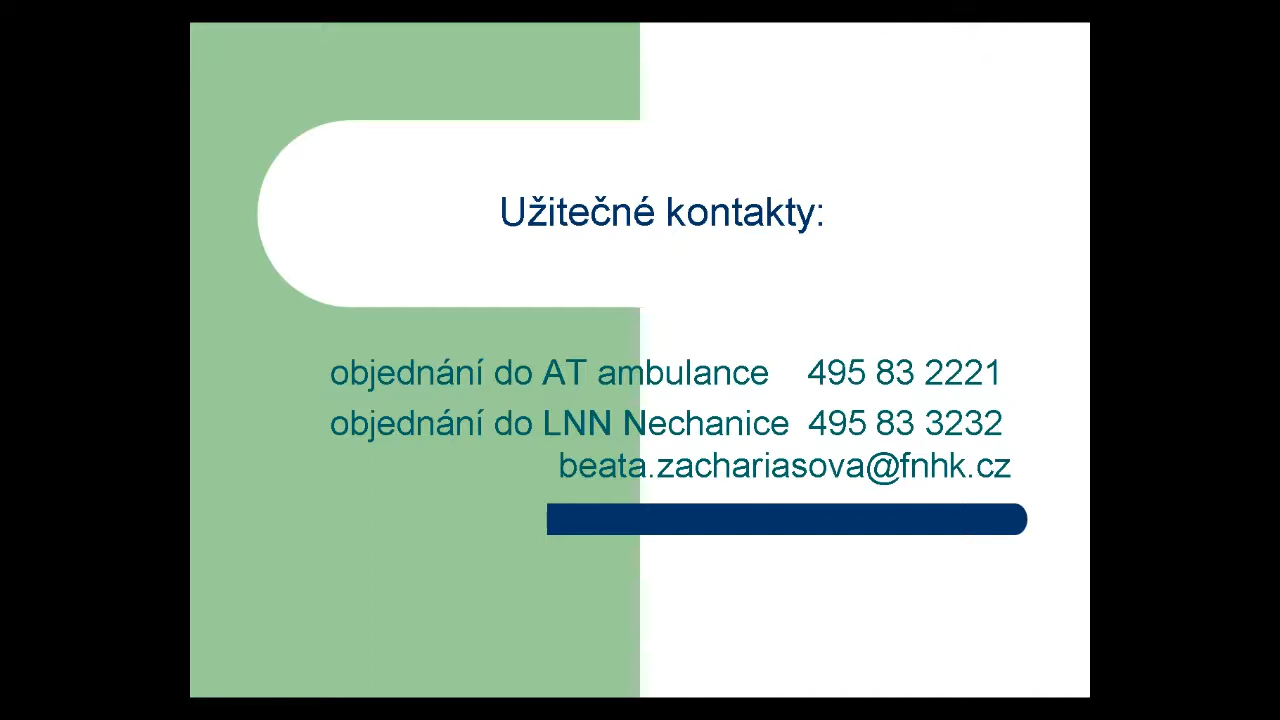 Užitečné kontakty:
objednání do AT ambulance 495 83 2221
objednání do LNN Nechanice 495 83 3232
beata.zachariasova@fnhk.cz